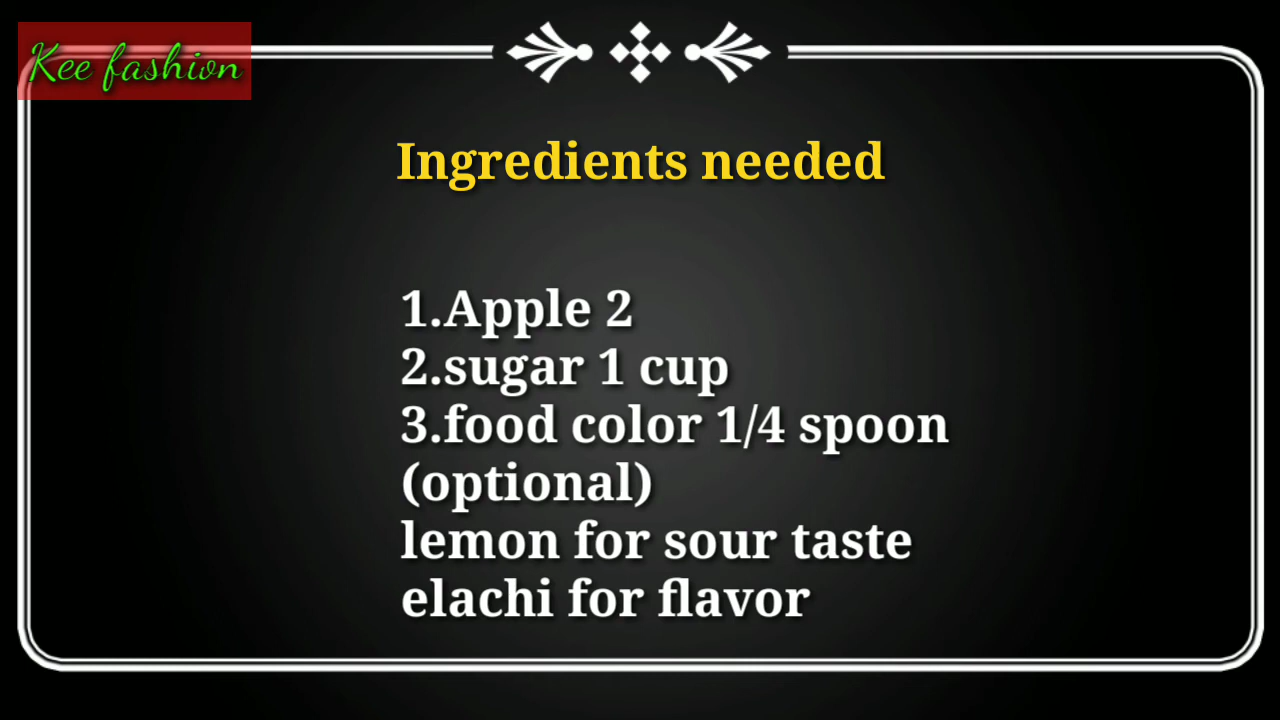 Kee fashion
Ingredients needed
1.Apple 2
2.sugar 1 cup
3.food color 1/4 spoon
(optional)
lemon for sour taste
elachi for flavor